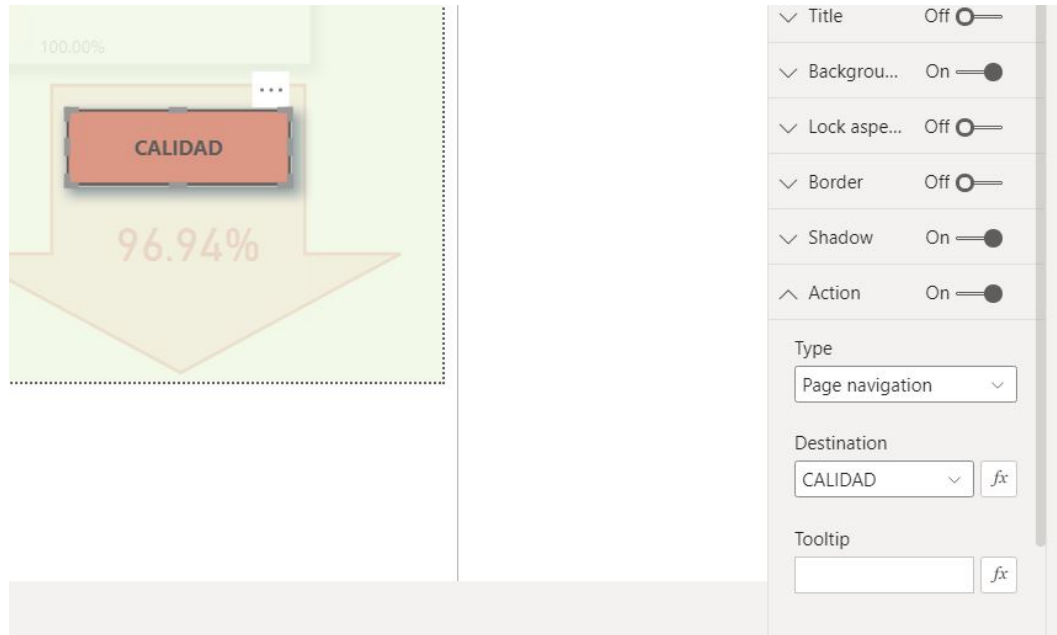 100.00%
CALIDAD
96.94%
Title Off
Backgrou... On
Lock aspe... Off
Border Off
Shadow On
Action On
Type
Page navigation
Destination
CALIDAD fx
Tooltip
fx